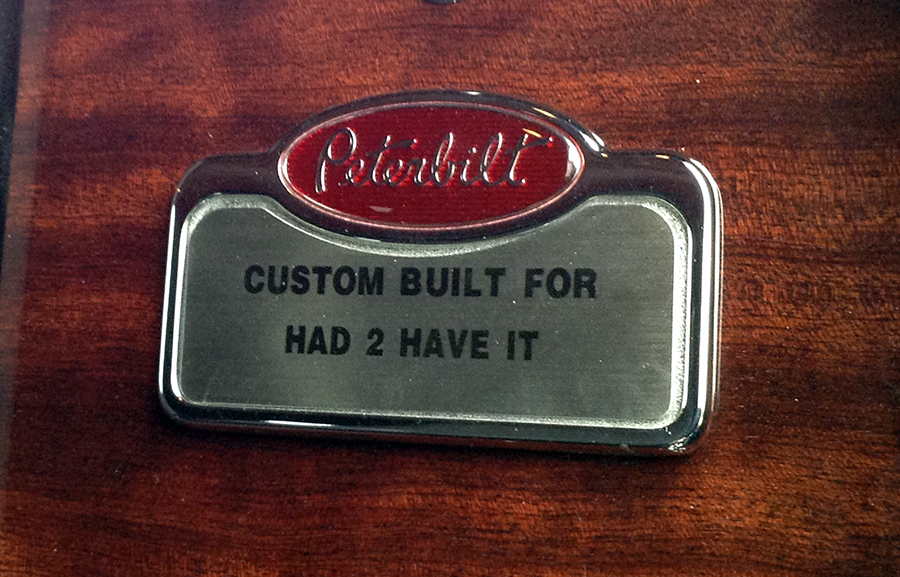 Peterbilt
CUSTOM BUILT FOR
HAD 2 HAVE IT